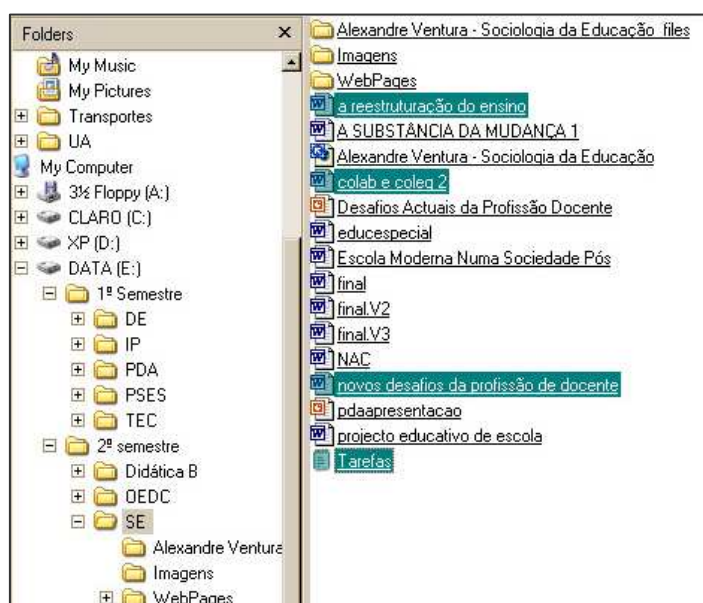 Folders
My Music
My Pictures
Transportes
UA
My Computer
3½ Floppy (A:)
CLARO (C:)
XP (D:)
DATA (E:)
1º Semestre
DE
IP
PDA
PSES
TEC
2º semestre
Didática B
OEDC
SE
Alexandre Ventura
Imagens
WebPages
Alexandre Ventura - Sociologia da Educação_files
Imagens
WebPages
a reestruturação do ensino
A SUBSTÂNCIA DA MUDANÇA 1
Alexandre Ventura - Sociologia da Educação
colab e coleg 2
Desafios Actuais da Profissão Docente
educespecial
Escola Moderna Numa Sociedade Pós
final
final.V2
final.V3
NAC
novos desafios da profissão de docente
pdaapresentacao
projecto educativo de escola
Tarefas